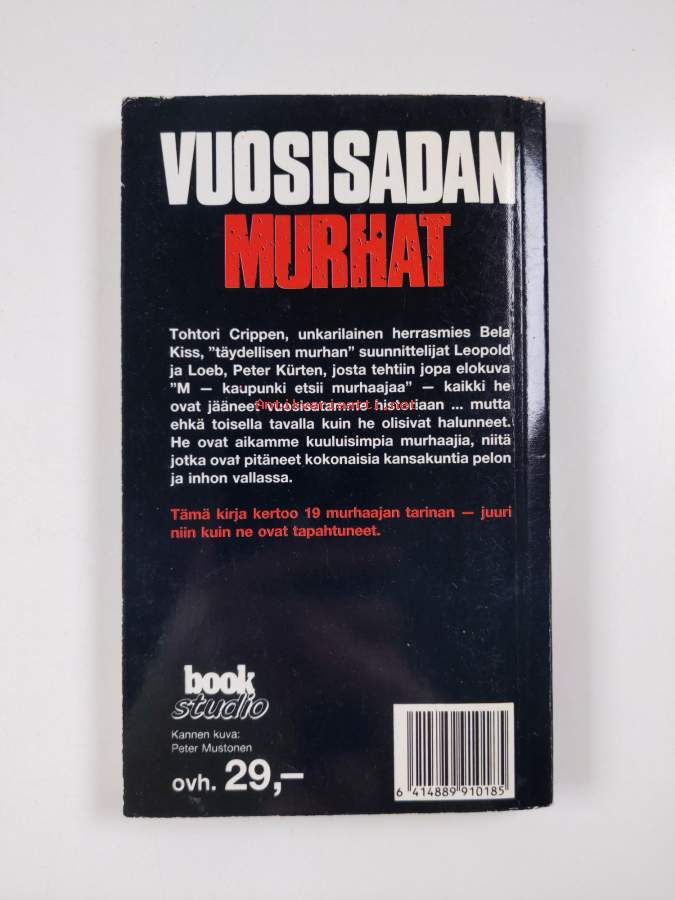 VUOSISADAN
MURHAT
Tohtori Crippen, unkarilainen herrasmies Bela
Kiss, ”täydellisen murhan” suunnittelijat Leopold
ja Loeb, Peter Kürten, josta tehtiin jopa elokuva
”M — kaupunki etsii murhaajaa” — kaikki he
ovat jääneet vuosisatamme historiaan ... mutta
ehkä toisella tavalla kuin he olisivat halunneet.
He ovat aikamme kuuluisimpia murhaajia, niitä
jotka ovat pitäneet kokonaisia kansakuntia pelon
ja inhon vallassa.
Tämä kirja kertoo 19 murhaajan tarinan — juuri
niin kuin ne ovat tapahtuneet.
book
studio
Kannen kuva:
Peter Mustonen
ovh. 29,–
6 414889 910185